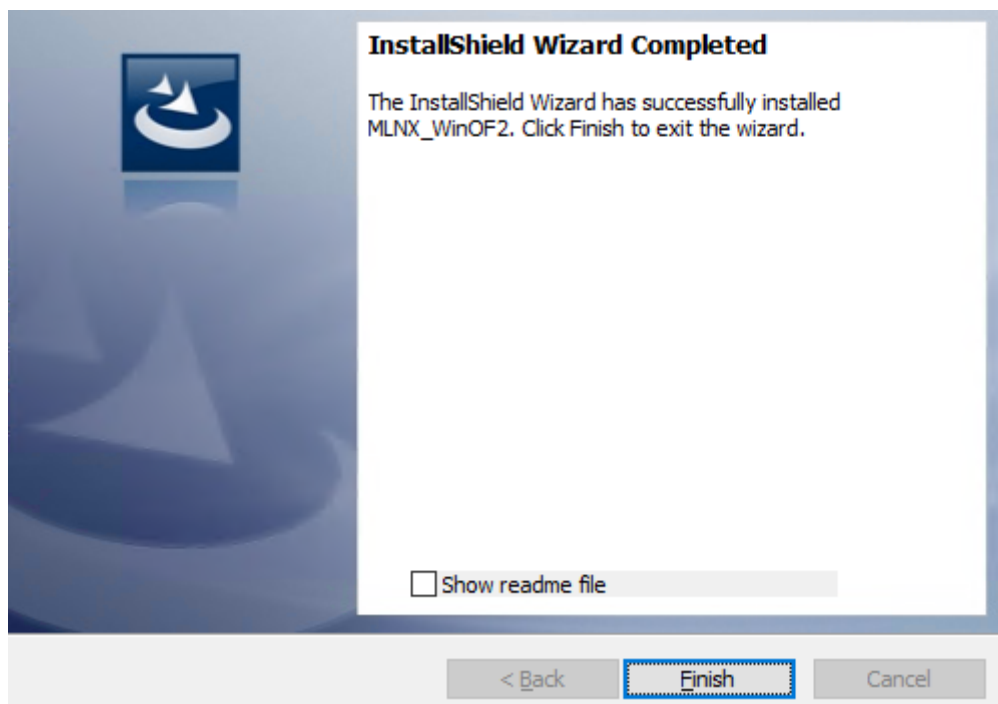 InstallShield Wizard Completed
The InstallShield Wizard has successfully installed
MLNX_WinOF2. Click Finish to exit the wizard.
Show readme file
< Back
Finish
Cancel